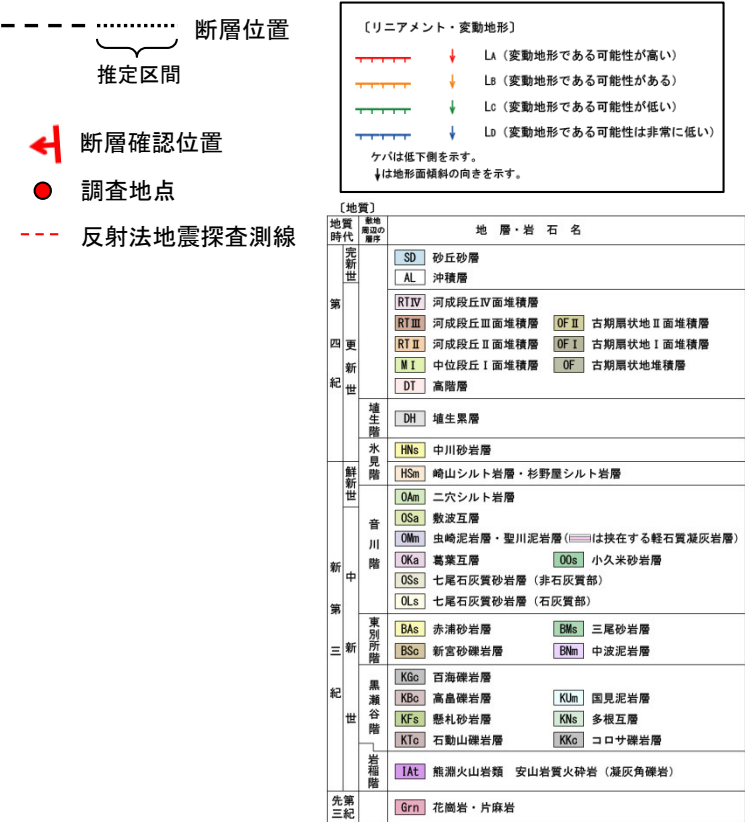 断層位置
推定区間
断層確認位置
調査地点
反射法地震探査測線
〔リニアメント・変動地形〕
LA（変動地形である可能性が高い）
LB（変動地形である可能性がある）
LC（変動地形である可能性が低い）
LD（変動地形である可能性は非常に低い）
ケバは低下側を示す。
↓は地形面傾斜の向きを示す。
〔地質〕
地質時代 敷地周辺の層序 地層・岩石名
第四紀
完新世
SD 砂丘砂層
AL 沖積層
更新世
RTⅣ 河成段丘Ⅳ面堆積層
RTⅢ 河成段丘Ⅲ面堆積層 OFⅡ 古期扇状地Ⅱ面堆積層
RTⅡ 河成段丘Ⅱ面堆積層 OFⅠ 古期扇状地Ⅰ面堆積層
MⅠ 中位段丘Ⅰ面堆積層 OF 古期扇状地堆積層
DT 高階層
埴生階
DH 埴生累層
氷見階
HNs 中川砂岩層
新第三紀
鮮新世
HSm 崎山シルト岩層・杉野屋シルト岩層
中新世
音川階
OAm 二穴シルト岩層
OSa 敷波互層
OMm 虫崎泥岩層・聖川泥岩層(は挟在する軽石質凝灰岩層)
OKa 葛葉互層 OOs 小久米砂岩層
OSs 七尾石灰質砂岩層（非石灰質部）
OLs 七尾石灰質砂岩層（石灰質部）
東別所階
BAs 赤浦砂岩層 BMs 三尾砂岩層
BSc 新宮砂礫岩層 BNm 中波泥岩層
黒瀬谷階
KGc 百海礫岩層
KBc 高畠礫岩層 KUm 国見泥岩層
KFs 懸札砂岩層 KNs 多根互層
KTc 石動山礫岩層 KKc コロサ礫岩層
岩稲階
IAt 熊淵火山岩類 安山岩質火砕岩（凝灰角礫岩）
先第三紀
Grn 花崗岩・片麻岩